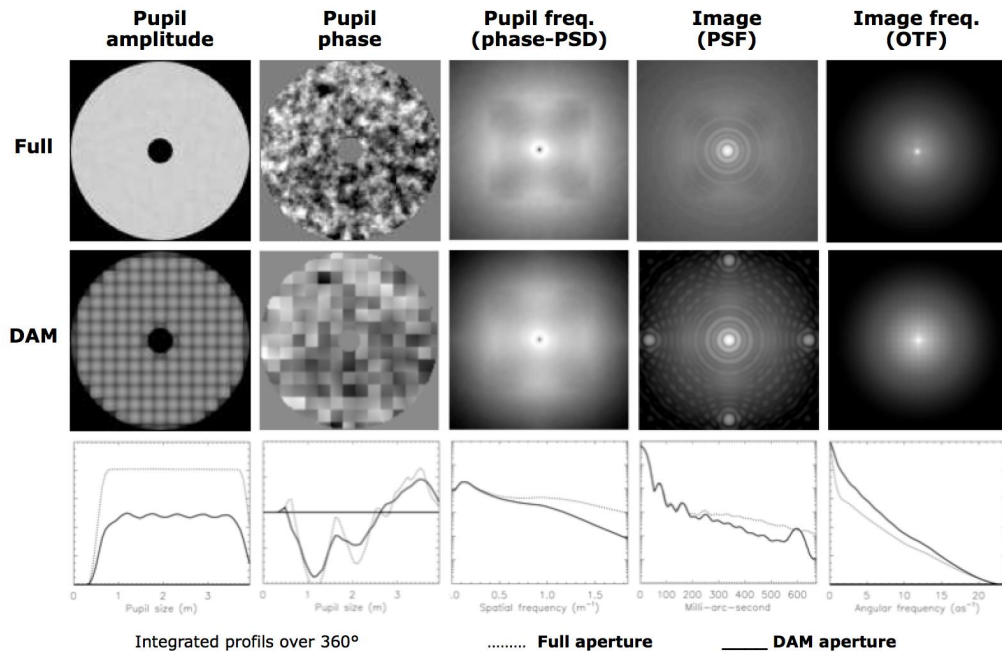 Pupil amplitude
Pupil phase
Pupil freq. (phase-PSD)
Image (PSF)
Image freq. (OTF)
Full
DAM
0 1 2 3
Pupil size (m)
0 1 2 3
Pupil size (m)
.0 0.5 1.0 1.5
Spatial frequency (m⁻¹)
0 100 200 300 400 500 600
Milli-arc-second
0 5 10 15 20
Angular frequency (as⁻¹)
Integrated profils over 360°
......... Full aperture
_____ DAM aperture